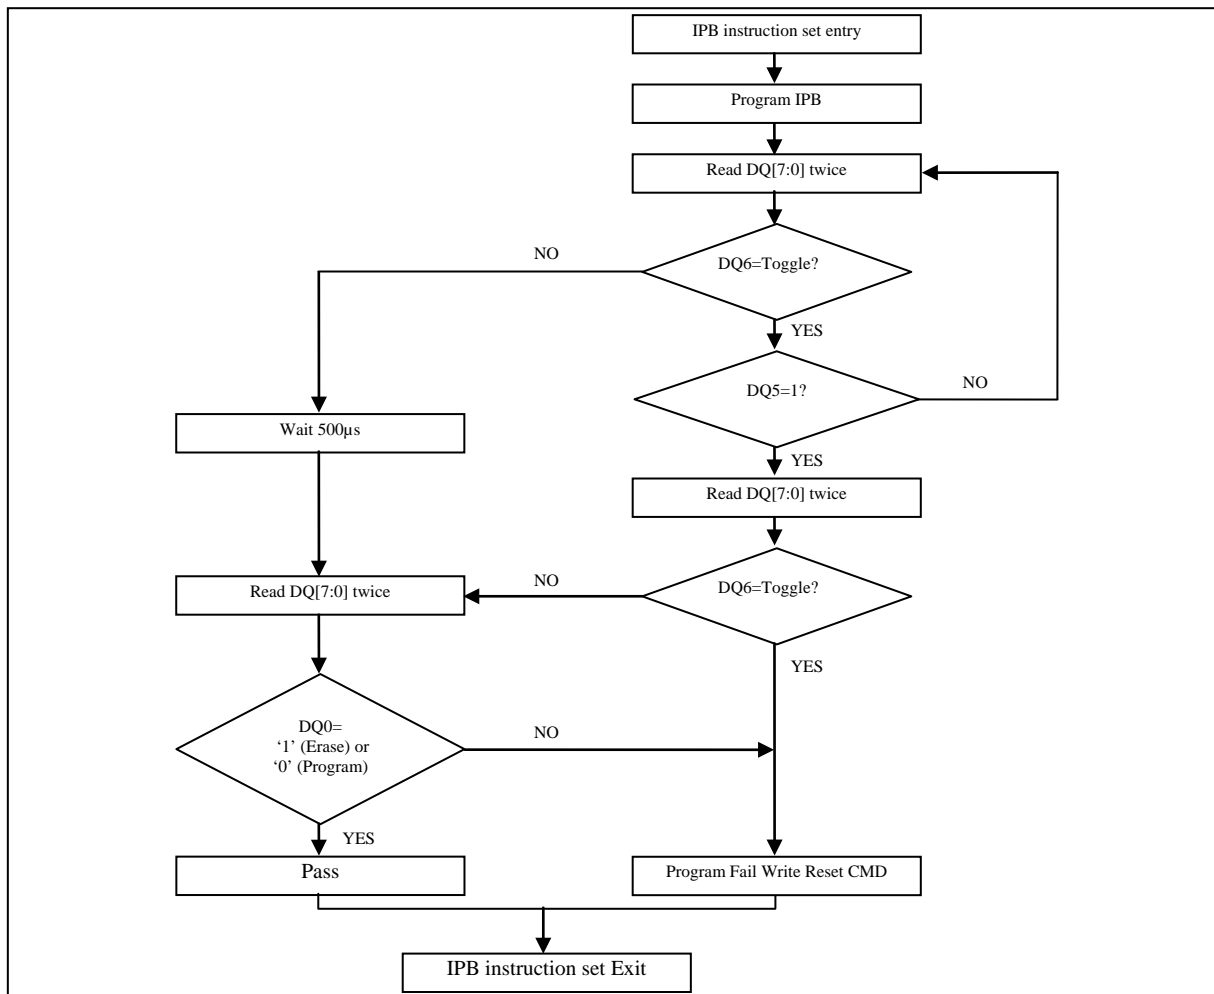 IPB instruction set entry
Program IPB
Read DQ[7:0] twice
NO
DQ6=Toggle?
YES
DQ5=1?
NO
Wait 500µs
YES
Read DQ[7:0] twice
NO
DQ6=Toggle?
Read DQ[7:0] twice
YES
DQ0=
‘1’ (Erase) or
‘0’ (Program)
NO
YES
Pass
Program Fail Write Reset CMD
IPB instruction set Exit